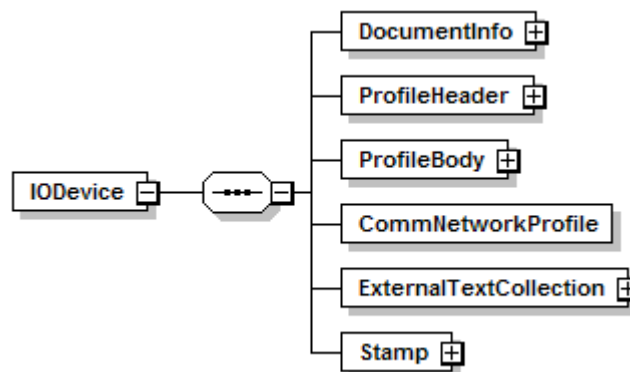 DocumentInfo
ProfileHeader
ProfileBody
IODevice
CommNetworkProfile
ExternalTextCollection
Stamp